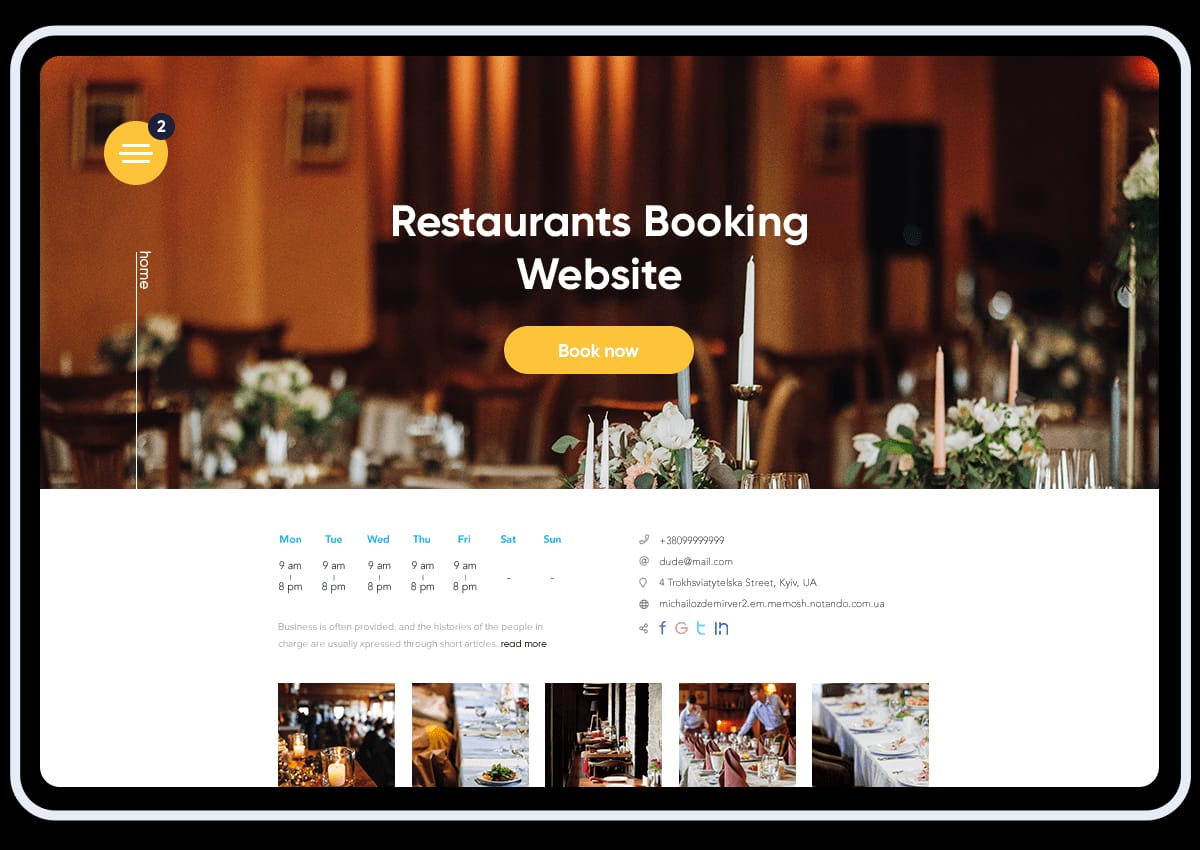 2
home
Restaurants Booking
Website
Book now
Mon Tue Wed Thu Fri Sat Sun
9 am 9 am 9 am 9 am 9 am
| | | | | - -
8 pm 8 pm 8 pm 8 pm 8 pm
Business is often provided, and the histories of the people in
charge are usually xpressed through short articles...read more
+38099999999
dude@mail.com
4 Trokhsviatytelska Street, Kyiv, UA
michailozdemirver2.em.memosh.notando.com.ua
f G t in